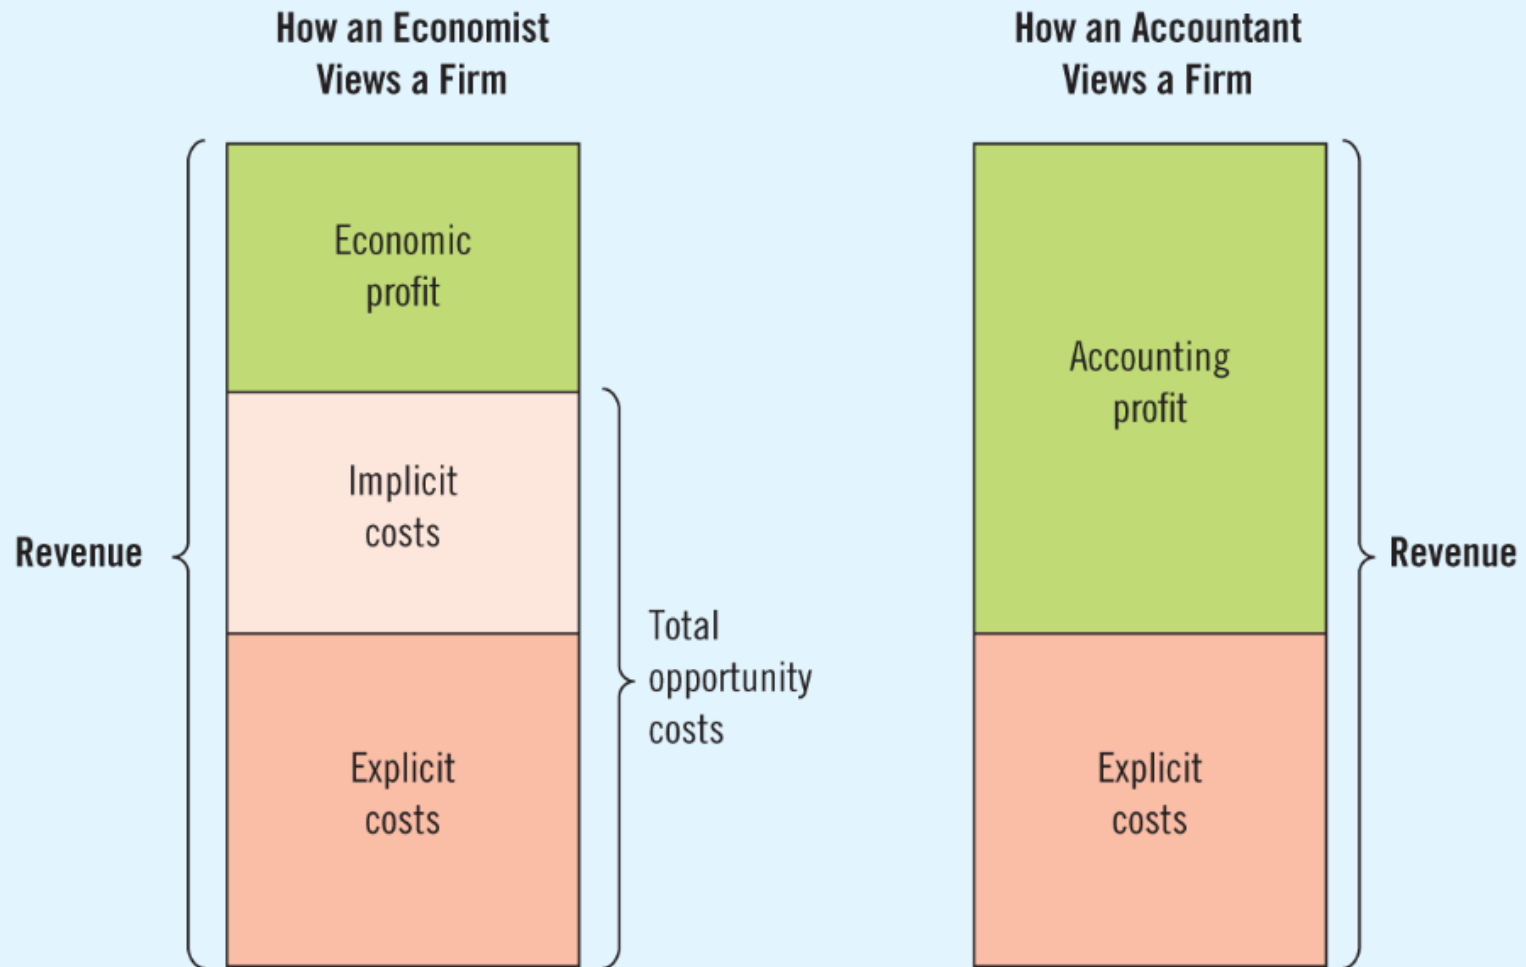 How an Economist
Views a Firm
How an Accountant
Views a Firm
Economic
profit
Implicit
costs
Explicit
costs
Revenue
Total
opportunity
costs
Accounting
profit
Explicit
costs
Revenue